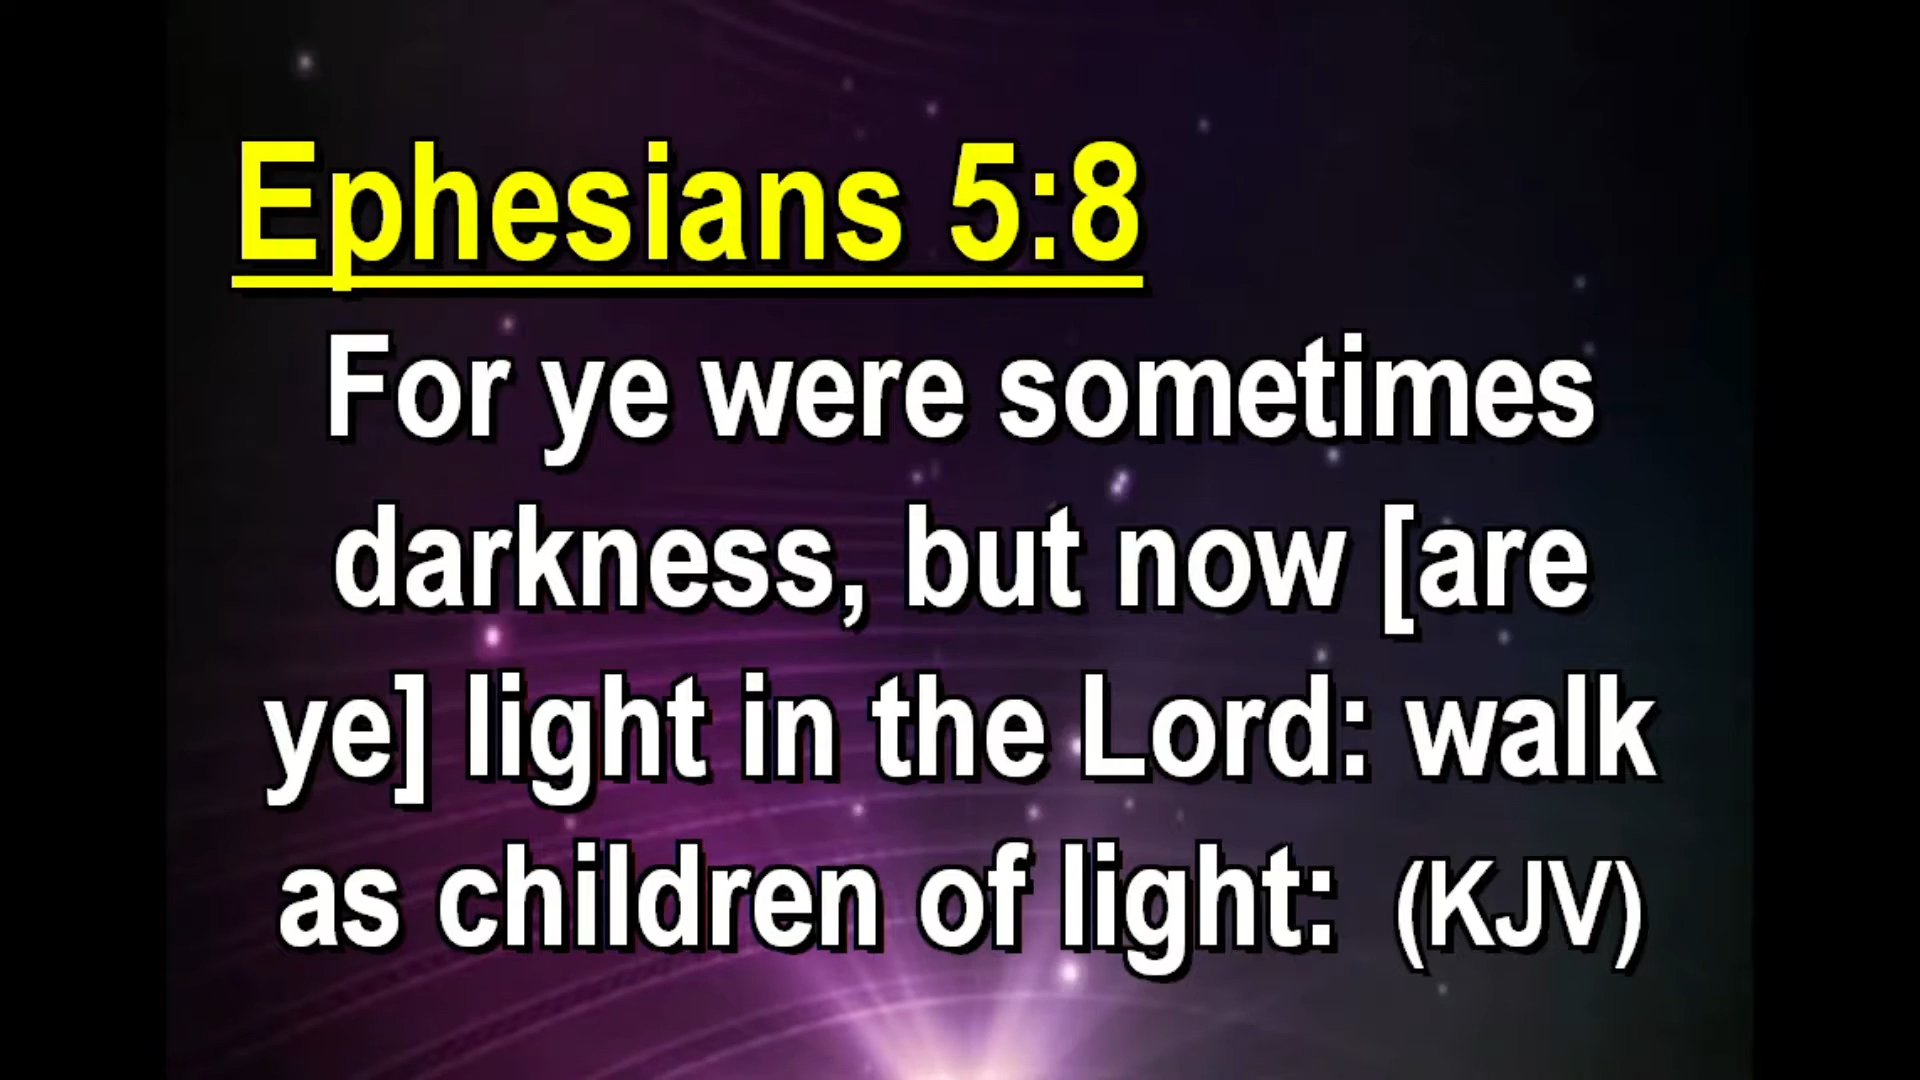 Ephesians 5:8
For ye were sometimes
darkness, but now [are
ye] light in the Lord: walk
as children of light: (KJV)